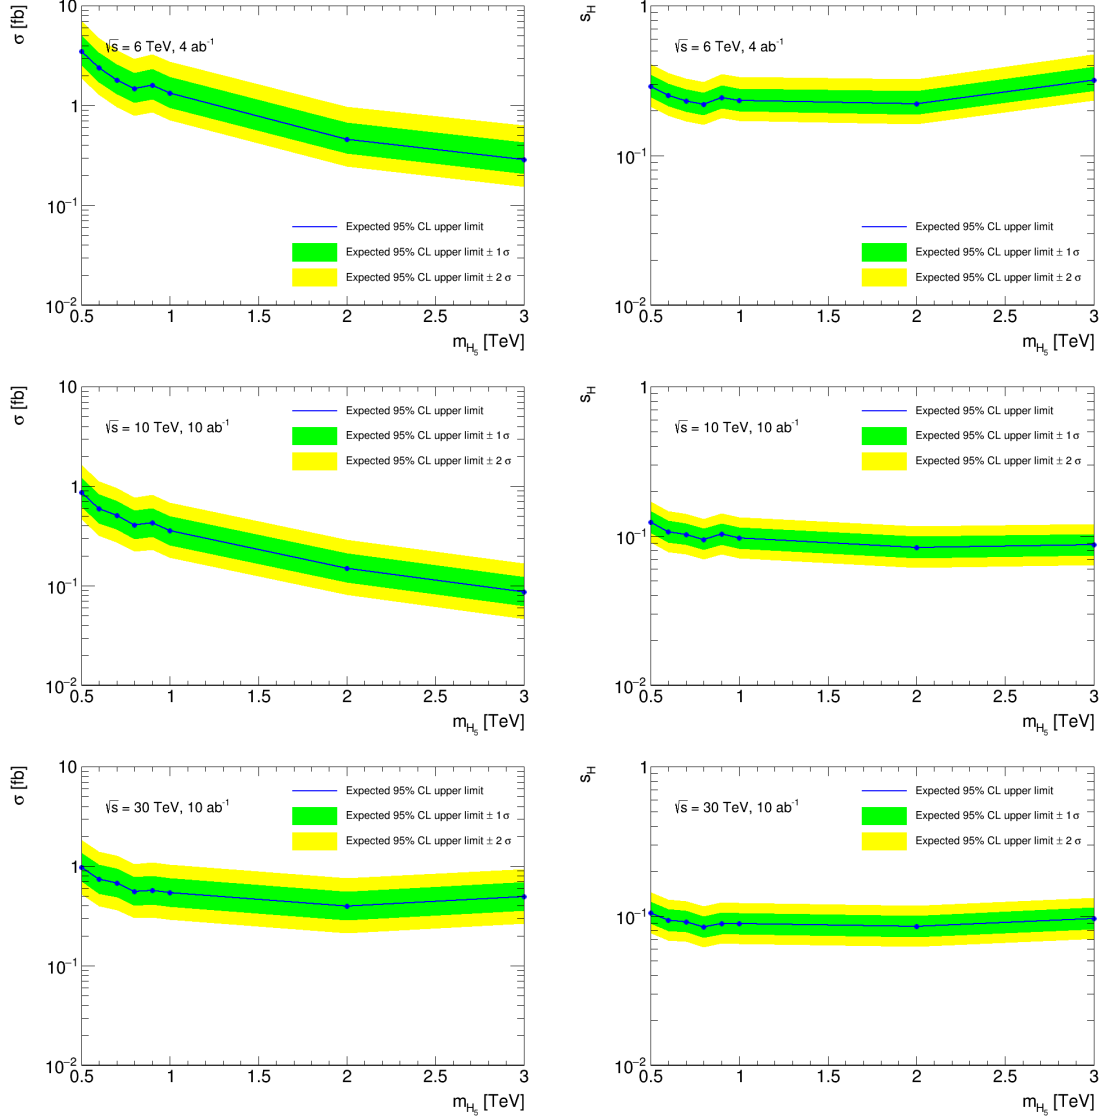 σ [fb]
10
1
10⁻¹
10⁻²
√s = 6 TeV, 4 ab⁻¹
Expected 95% CL upper limit
Expected 95% CL upper limit ± 1 σ
Expected 95% CL upper limit ± 2 σ
0.5 1 1.5 2 2.5 3
m_H₅ [TeV]
s_H
1
10⁻¹
10⁻²
√s = 6 TeV, 4 ab⁻¹
Expected 95% CL upper limit
Expected 95% CL upper limit ± 1 σ
Expected 95% CL upper limit ± 2 σ
0.5 1 1.5 2 2.5 3
m_H₅ [TeV]
σ [fb]
10
1
10⁻¹
10⁻²
√s = 10 TeV, 10 ab⁻¹
Expected 95% CL upper limit
Expected 95% CL upper limit ± 1 σ
Expected 95% CL upper limit ± 2 σ
0.5 1 1.5 2 2.5 3
m_H₅ [TeV]
s_H
1
10⁻¹
10⁻²
√s = 10 TeV, 10 ab⁻¹
Expected 95% CL upper limit
Expected 95% CL upper limit ± 1 σ
Expected 95% CL upper limit ± 2 σ
0.5 1 1.5 2 2.5 3
m_H₅ [TeV]
σ [fb]
10
1
10⁻¹
10⁻²
√s = 30 TeV, 10 ab⁻¹
Expected 95% CL upper limit
Expected 95% CL upper limit ± 1 σ
Expected 95% CL upper limit ± 2 σ
0.5 1 1.5 2 2.5 3
m_H₅ [TeV]
s_H
1
10⁻¹
10⁻²
√s = 30 TeV, 10 ab⁻¹
Expected 95% CL upper limit
Expected 95% CL upper limit ± 1 σ
Expected 95% CL upper limit ± 2 σ
0.5 1 1.5 2 2.5 3
m_H₅ [TeV]